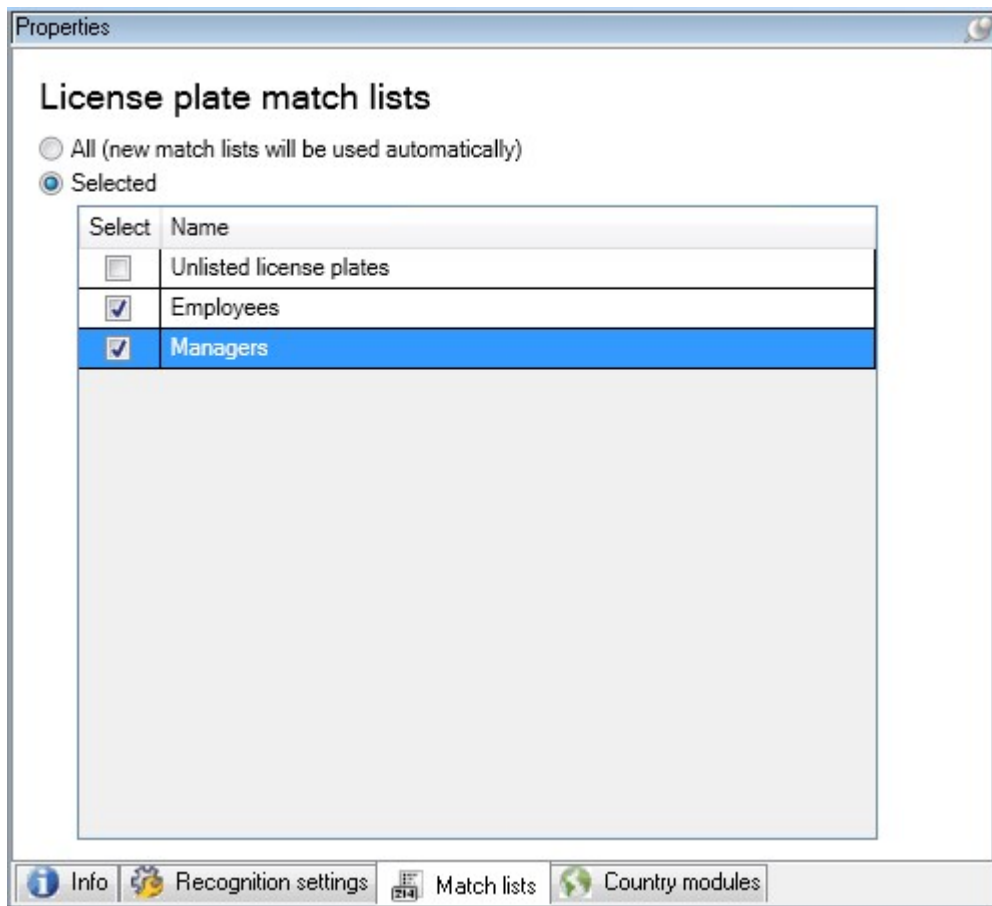 Properties
License plate match lists
All (new match lists will be used automatically)
Selected
Select Name
Unlisted license plates
Employees
Managers
Info Recognition settings Match lists Country modules